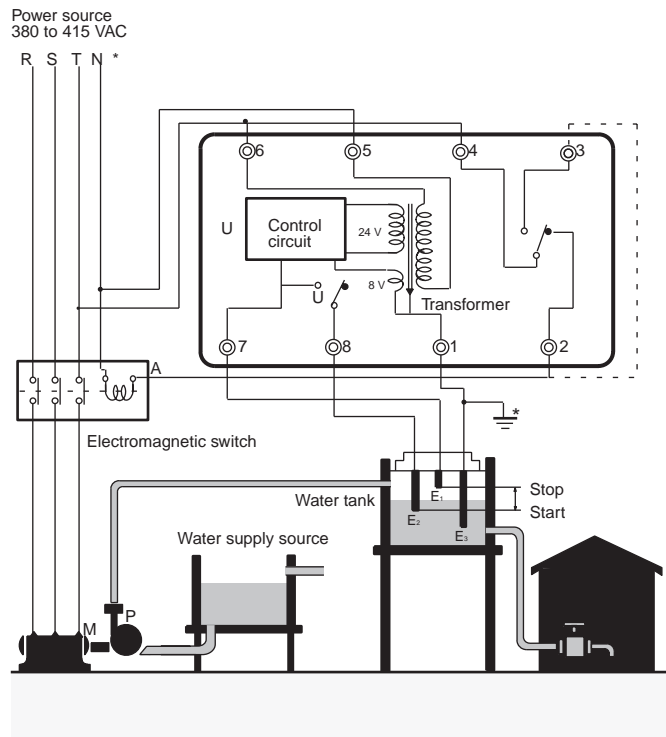 Power source
380 to 415 VAC
R S T N *
6 5 4 3
U Control
circuit
24 V
8 V
U
Transformer
7 8 1 2
A
*
Electromagnetic switch
Water tank
E1
E2
E3
Stop
Start
Water supply source
M P